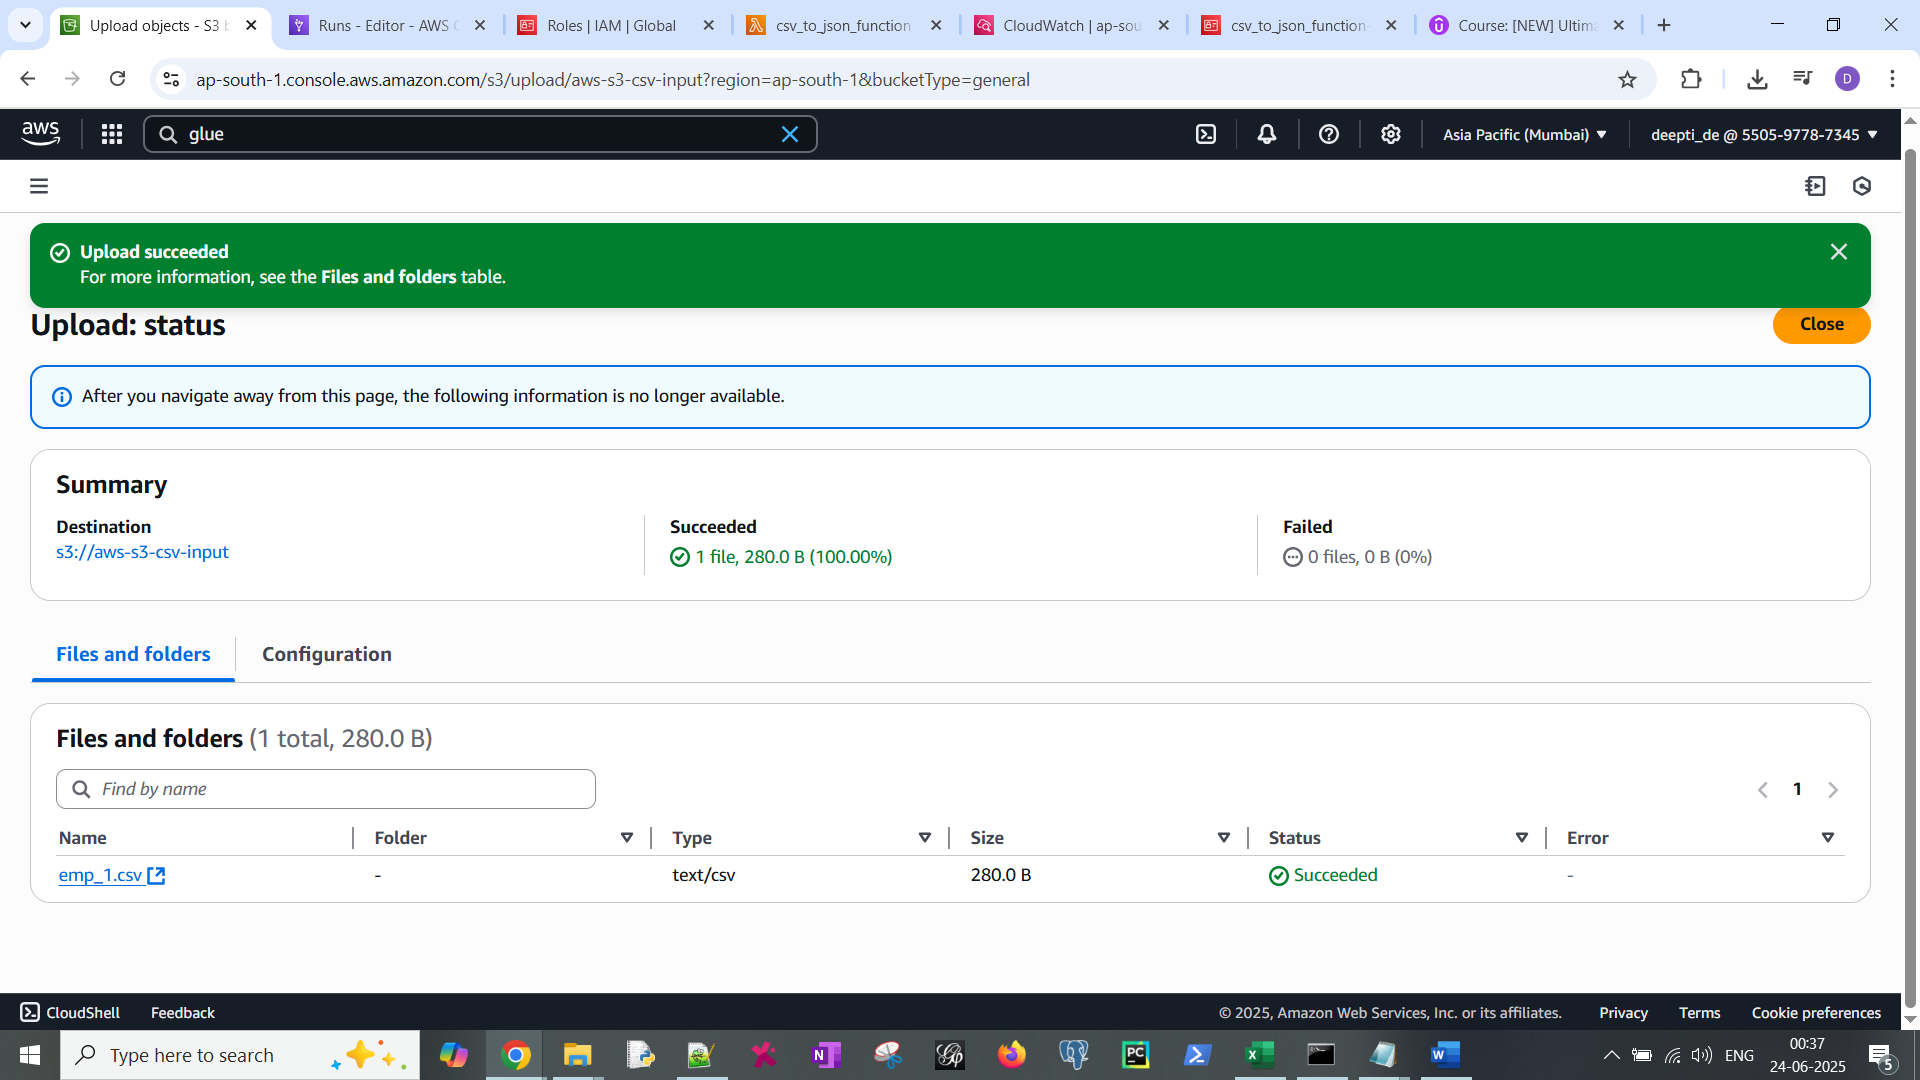 Upload objects - S3 b
Runs - Editor - AWS G
Roles | IAM | Global
csv_to_json_function
CloudWatch | ap-sou
csv_to_json_function-
Course: [NEW] Ultima
ap-south-1.console.aws.amazon.com/s3/upload/aws-s3-csv-input?region=ap-south-1&bucketType=general
D
aws
glue
Asia Pacific (Mumbai)
deepti_de @ 5505-9778-7345
Upload succeeded
For more information, see the Files and folders table.
Upload: status
Close
After you navigate away from this page, the following information is no longer available.
Summary
Destination
s3://aws-s3-csv-input
Succeeded
1 file, 280.0 B (100.00%)
Failed
0 files, 0 B (0%)
Files and folders
Configuration
Files and folders (1 total, 280.0 B)
Find by name
1
Name
Folder
Type
Size
Status
Error
emp_1.csv
-
text/csv
280.0 B
Succeeded
-
CloudShell
Feedback
© 2025, Amazon Web Services, Inc. or its affiliates.
Privacy
Terms
Cookie preferences
Type here to search
ENG
00:37
24-06-2025
5